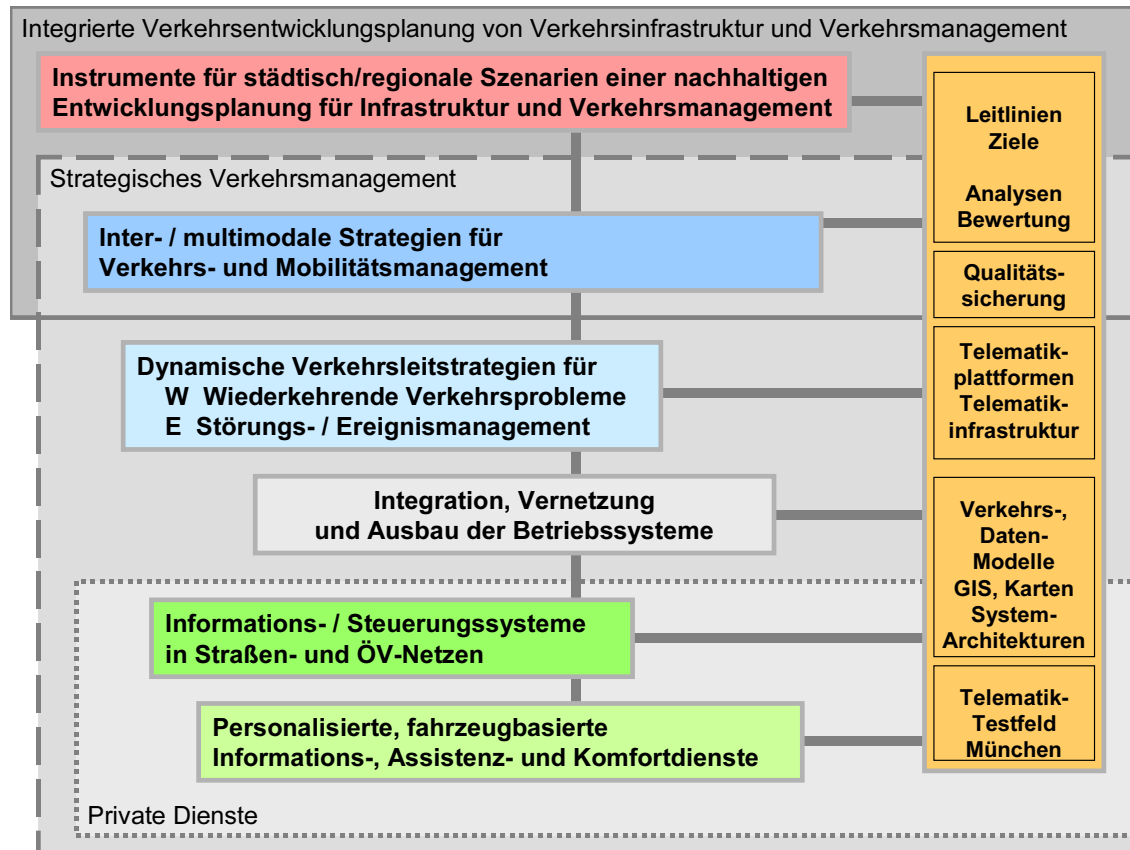 Integrierte Verkehrsentwicklungsplanung von Verkehrsinfrastruktur und Verkehrsmanagement
Instrumente für städtisch/regionale Szenarien einer nachhaltigen
Entwicklungsplanung für Infrastruktur und Verkehrsmanagement
Strategisches Verkehrsmanagement
Inter- / multimodale Strategien für
Verkehrs- und Mobilitätsmanagement
Dynamische Verkehrsleitstrategien für
W Wiederkehrende Verkehrsprobleme
E Störungs- / Ereignismanagement
Integration, Vernetzung
und Ausbau der Betriebssysteme
Informations- / Steuerungssysteme
in Straßen- und ÖV-Netzen
Personalisierte, fahrzeugbasierte
Informations-, Assistenz- und Komfortdienste
Private Dienste
Leitlinien
Ziele
Analysen
Bewertung
Qualitäts-
sicherung
Telematik-
plattformen
Telematik-
infrastruktur
Verkehrs-,
Daten-
Modelle
GIS, Karten
System-
Architekturen
Telematik-
Testfeld
München